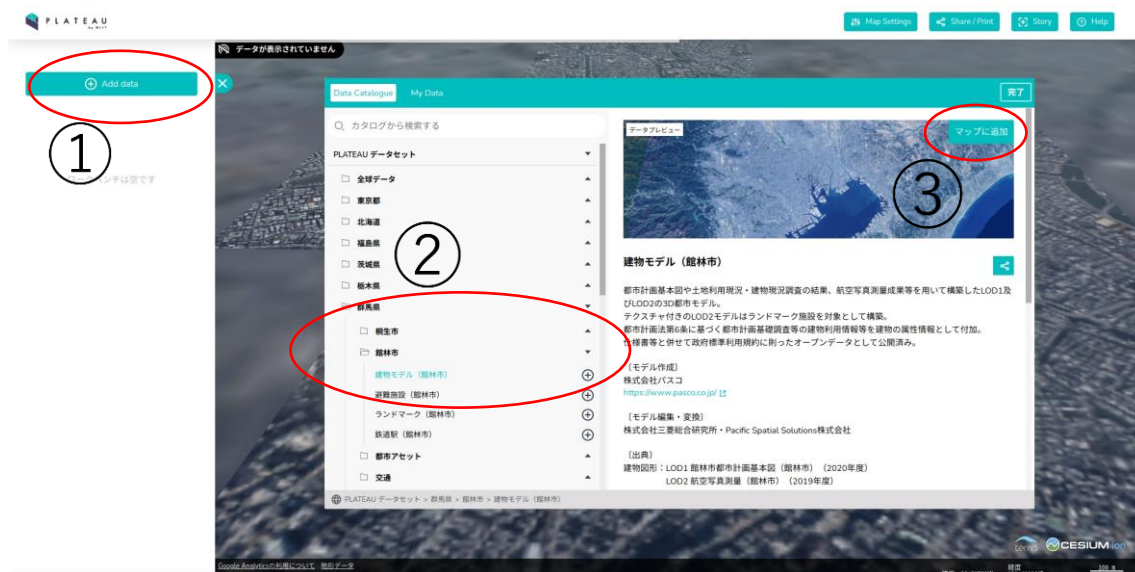 PLATEAU
by MLIT
Map Settings
Share / Print
Story
Help
データが表示されていません
Add data
①
Data Catalogue
My Data
完了
カタログから検索する
PLATEAU データセット
全球データ
東京都
北海道
福島県
②
茨城県
栃木県
群馬県
桐生市
館林市
建物モデル（館林市）
避難施設（館林市）
ランドマーク（館林市）
鉄道駅（館林市）
都市アセット
交通
データプレビュー
マップに追加
③
建物モデル（館林市）
都市計画基本図や土地利用現況・建物現況調査の結果、航空写真測量成果等を用いて構築したLOD1及
びLOD2の3D都市モデル。
テクスチャ付きのLOD2モデルはランドマーク施設を対象として構築。
都市計画法第6条に基づく都市計画基礎調査等の建物利用情報等を建物の属性情報として付加。
仕様書等と併せて政府標準利用規約に則ったオープンデータとして公開済み。
［モデル作成］
株式会社パスコ
https://www.pasco.co.jp/
［モデル編集・変換］
株式会社三菱総合研究所・Pacific Spatial Solutions株式会社
［出典］
建物図形：LOD1 館林市都市計画基本図（館林市）（2020年度）
LOD2 航空写真測量（館林市）（2019年度）
PLATEAU データセット > 群馬県 > 館林市 > 建物モデル（館林市）
CESIUM ion
Google Analyticsの利用について 地形データ
経度
100 m